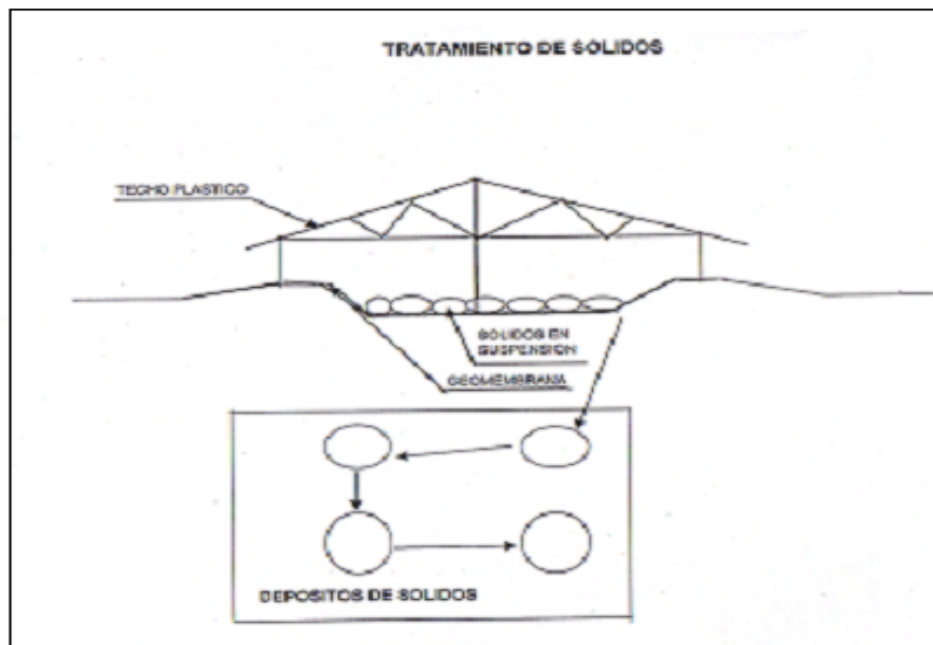 TRATAMIENTO DE SOLIDOS
TECHO PLASTICO
SOLIDOS EN
SUSPENSION
GEOMEMBRANA
DEPOSITOS DE SOLIDOS